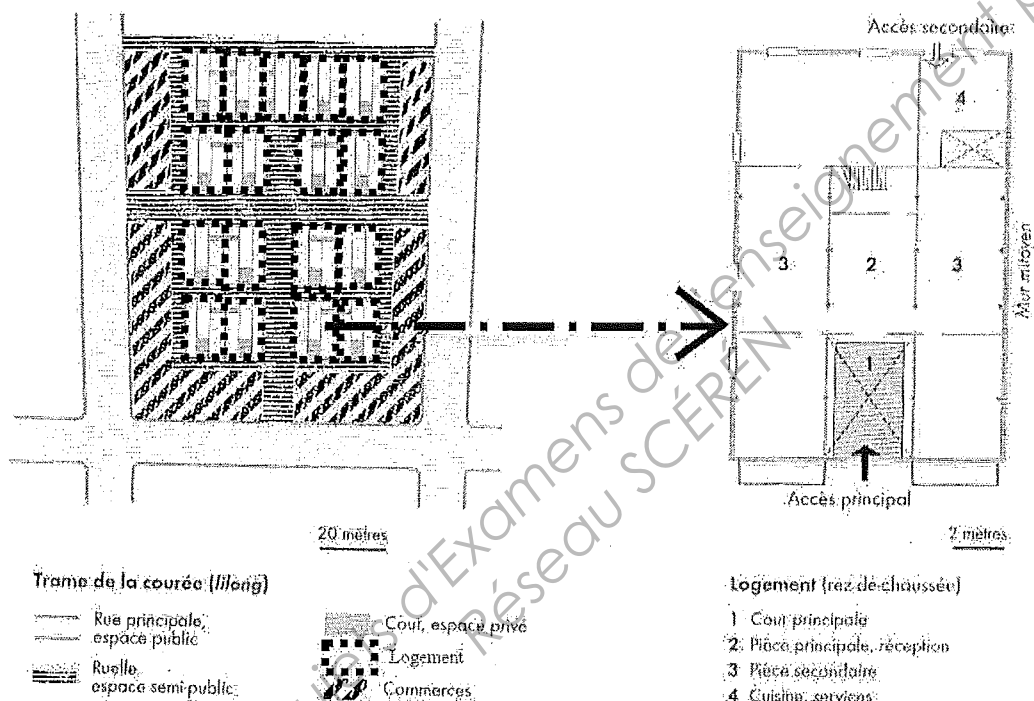 Accès secondaire
4
3
2
3
Mur mitoyen
1
Accès principal
20 mètres
2 mètres
Trame de la courée (lilong)
Rue principale,
espace public
Ruelle
espace semi-public
Cour, espace privé
Logement
Commerces
Logement (rez-de-chaussée)
1 Cour principale
2 Pièce principale, réception
3 Pièce secondaire
4 Cuisine, services
d'Examens de l'enseignement
Réseau SCÉRÉN